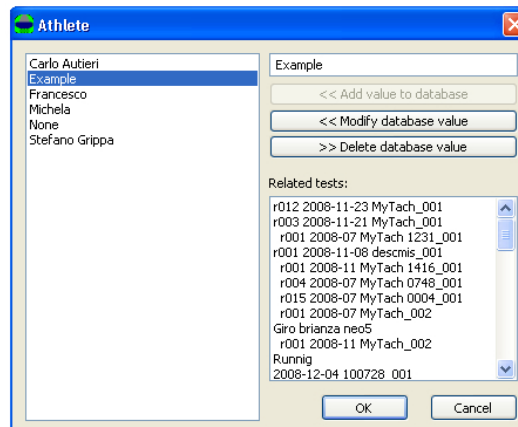 Athlete
Carlo Autieri
Example
Francesco
Michela
None
Stefano Grippa
Example
<< Add value to database
<< Modify database value
>> Delete database value
Related tests:
r012 2008-11-23 MyTach_001
r003 2008-11-21 MyTach_001
r001 2008-07 MyTach 1231_001
r001 2008-11-08 descmis_001
r001 2008-11 MyTach 1416_001
r004 2008-07 MyTach 0748_001
r015 2008-07 MyTach 0004_001
r001 2008-07 MyTach_002
Giro brianza neo5
r001 2008-11 MyTach_002
Runnig
2008-12-04 100728_001
OK
Cancel